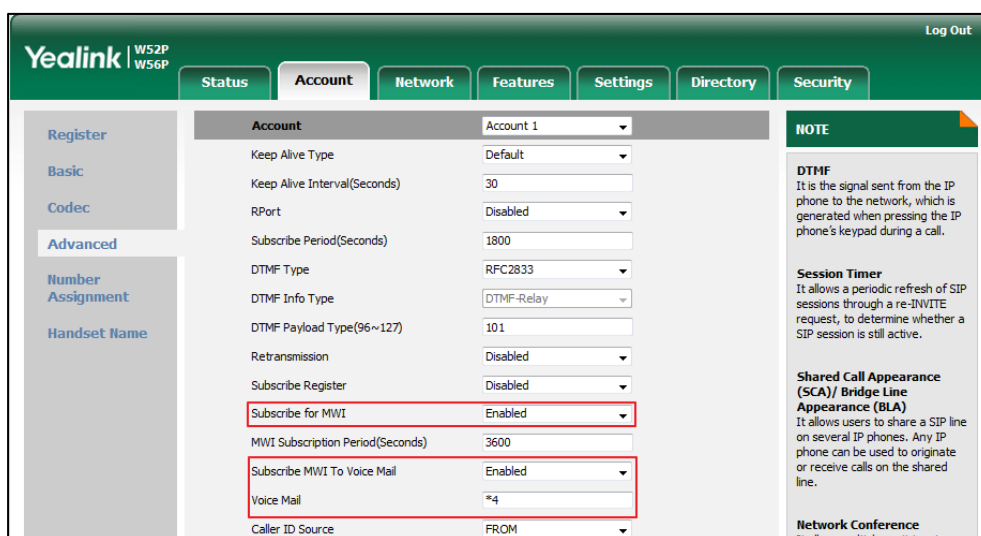 Log Out
Yealink | W52P
W56P
Status Account Network Features Settings Directory Security
Register
Basic
Codec
Advanced
Number
Assignment
Handset Name
Account Account 1
Keep Alive Type Default
Keep Alive Interval(Seconds) 30
RPort Disabled
Subscribe Period(Seconds) 1800
DTMF Type RFC2833
DTMF Info Type DTMF-Relay
DTMF Payload Type(96~127) 101
Retransmission Disabled
Subscribe Register Disabled
Subscribe for MWI Enabled
MWI Subscription Period(Seconds) 3600
Subscribe MWI To Voice Mail Enabled
Voice Mail *4
Caller ID Source FROM
NOTE
DTMF
It is the signal sent from the IP
phone to the network, which is
generated when pressing the IP
phone's keypad during a call.
Session Timer
It allows a periodic refresh of SIP
sessions through a re-INVITE
request, to determine whether a
SIP session is still active.
Shared Call Appearance
(SCA)/ Bridge Line
Appearance (BLA)
It allows users to share a SIP line
on several IP phones. Any IP
phone can be used to originate
or receive calls on the shared
line.
Network Conference